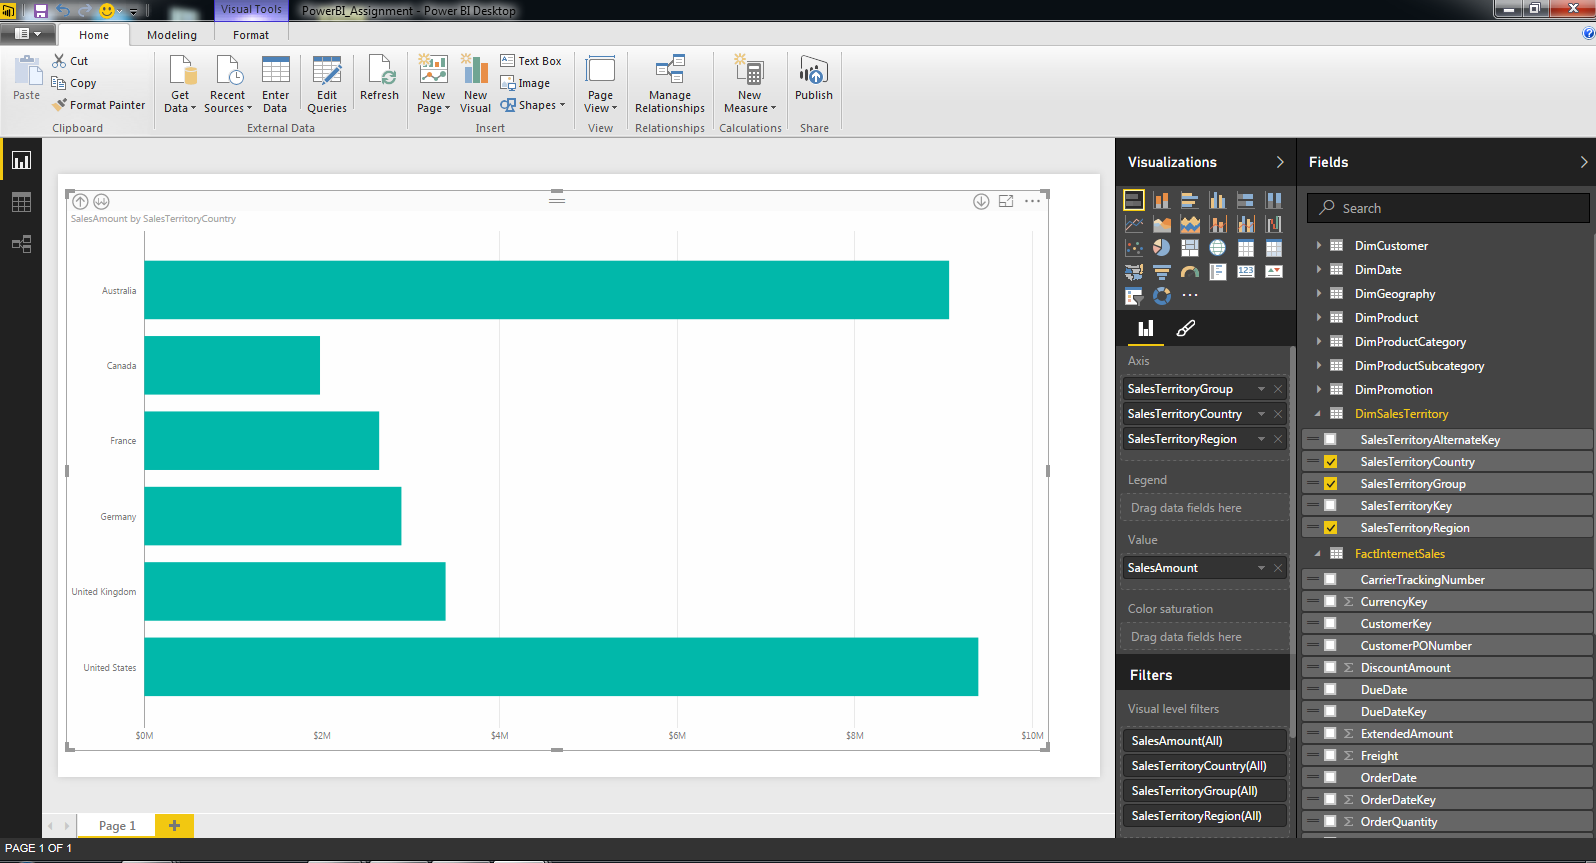 Visual Tools
PowerBI_Assignment - Power BI Desktop
Home
Modeling
Format
Paste
Cut
Copy
Format Painter
Clipboard
Get Data
Recent Sources
Enter Data
Edit Queries
Refresh
External Data
New Page
New Visual
Text Box
Image
Shapes
Insert
Page View
View
Manage Relationships
Relationships
New Measure
Calculations
Publish
Share
SalesAmount by SalesTerritoryCountry
Australia
Canada
France
Germany
United Kingdom
United States
$0M
$2M
$4M
$6M
$8M
$10M
Page 1
PAGE 1 OF 1
Visualizations
123
Axis
SalesTerritoryGroup
SalesTerritoryCountry
SalesTerritoryRegion
Legend
Drag data fields here
Value
SalesAmount
Color saturation
Drag data fields here
Filters
Visual level filters
SalesAmount(All)
SalesTerritoryCountry(All)
SalesTerritoryGroup(All)
SalesTerritoryRegion(All)
Fields
Search
DimCustomer
DimDate
DimGeography
DimProduct
DimProductCategory
DimProductSubcategory
DimPromotion
DimSalesTerritory
SalesTerritoryAlternateKey
SalesTerritoryCountry
SalesTerritoryGroup
SalesTerritoryKey
SalesTerritoryRegion
FactInternetSales
CarrierTrackingNumber
CurrencyKey
CustomerKey
CustomerPONumber
DiscountAmount
DueDate
DueDateKey
ExtendedAmount
Freight
OrderDate
OrderDateKey
OrderQuantity